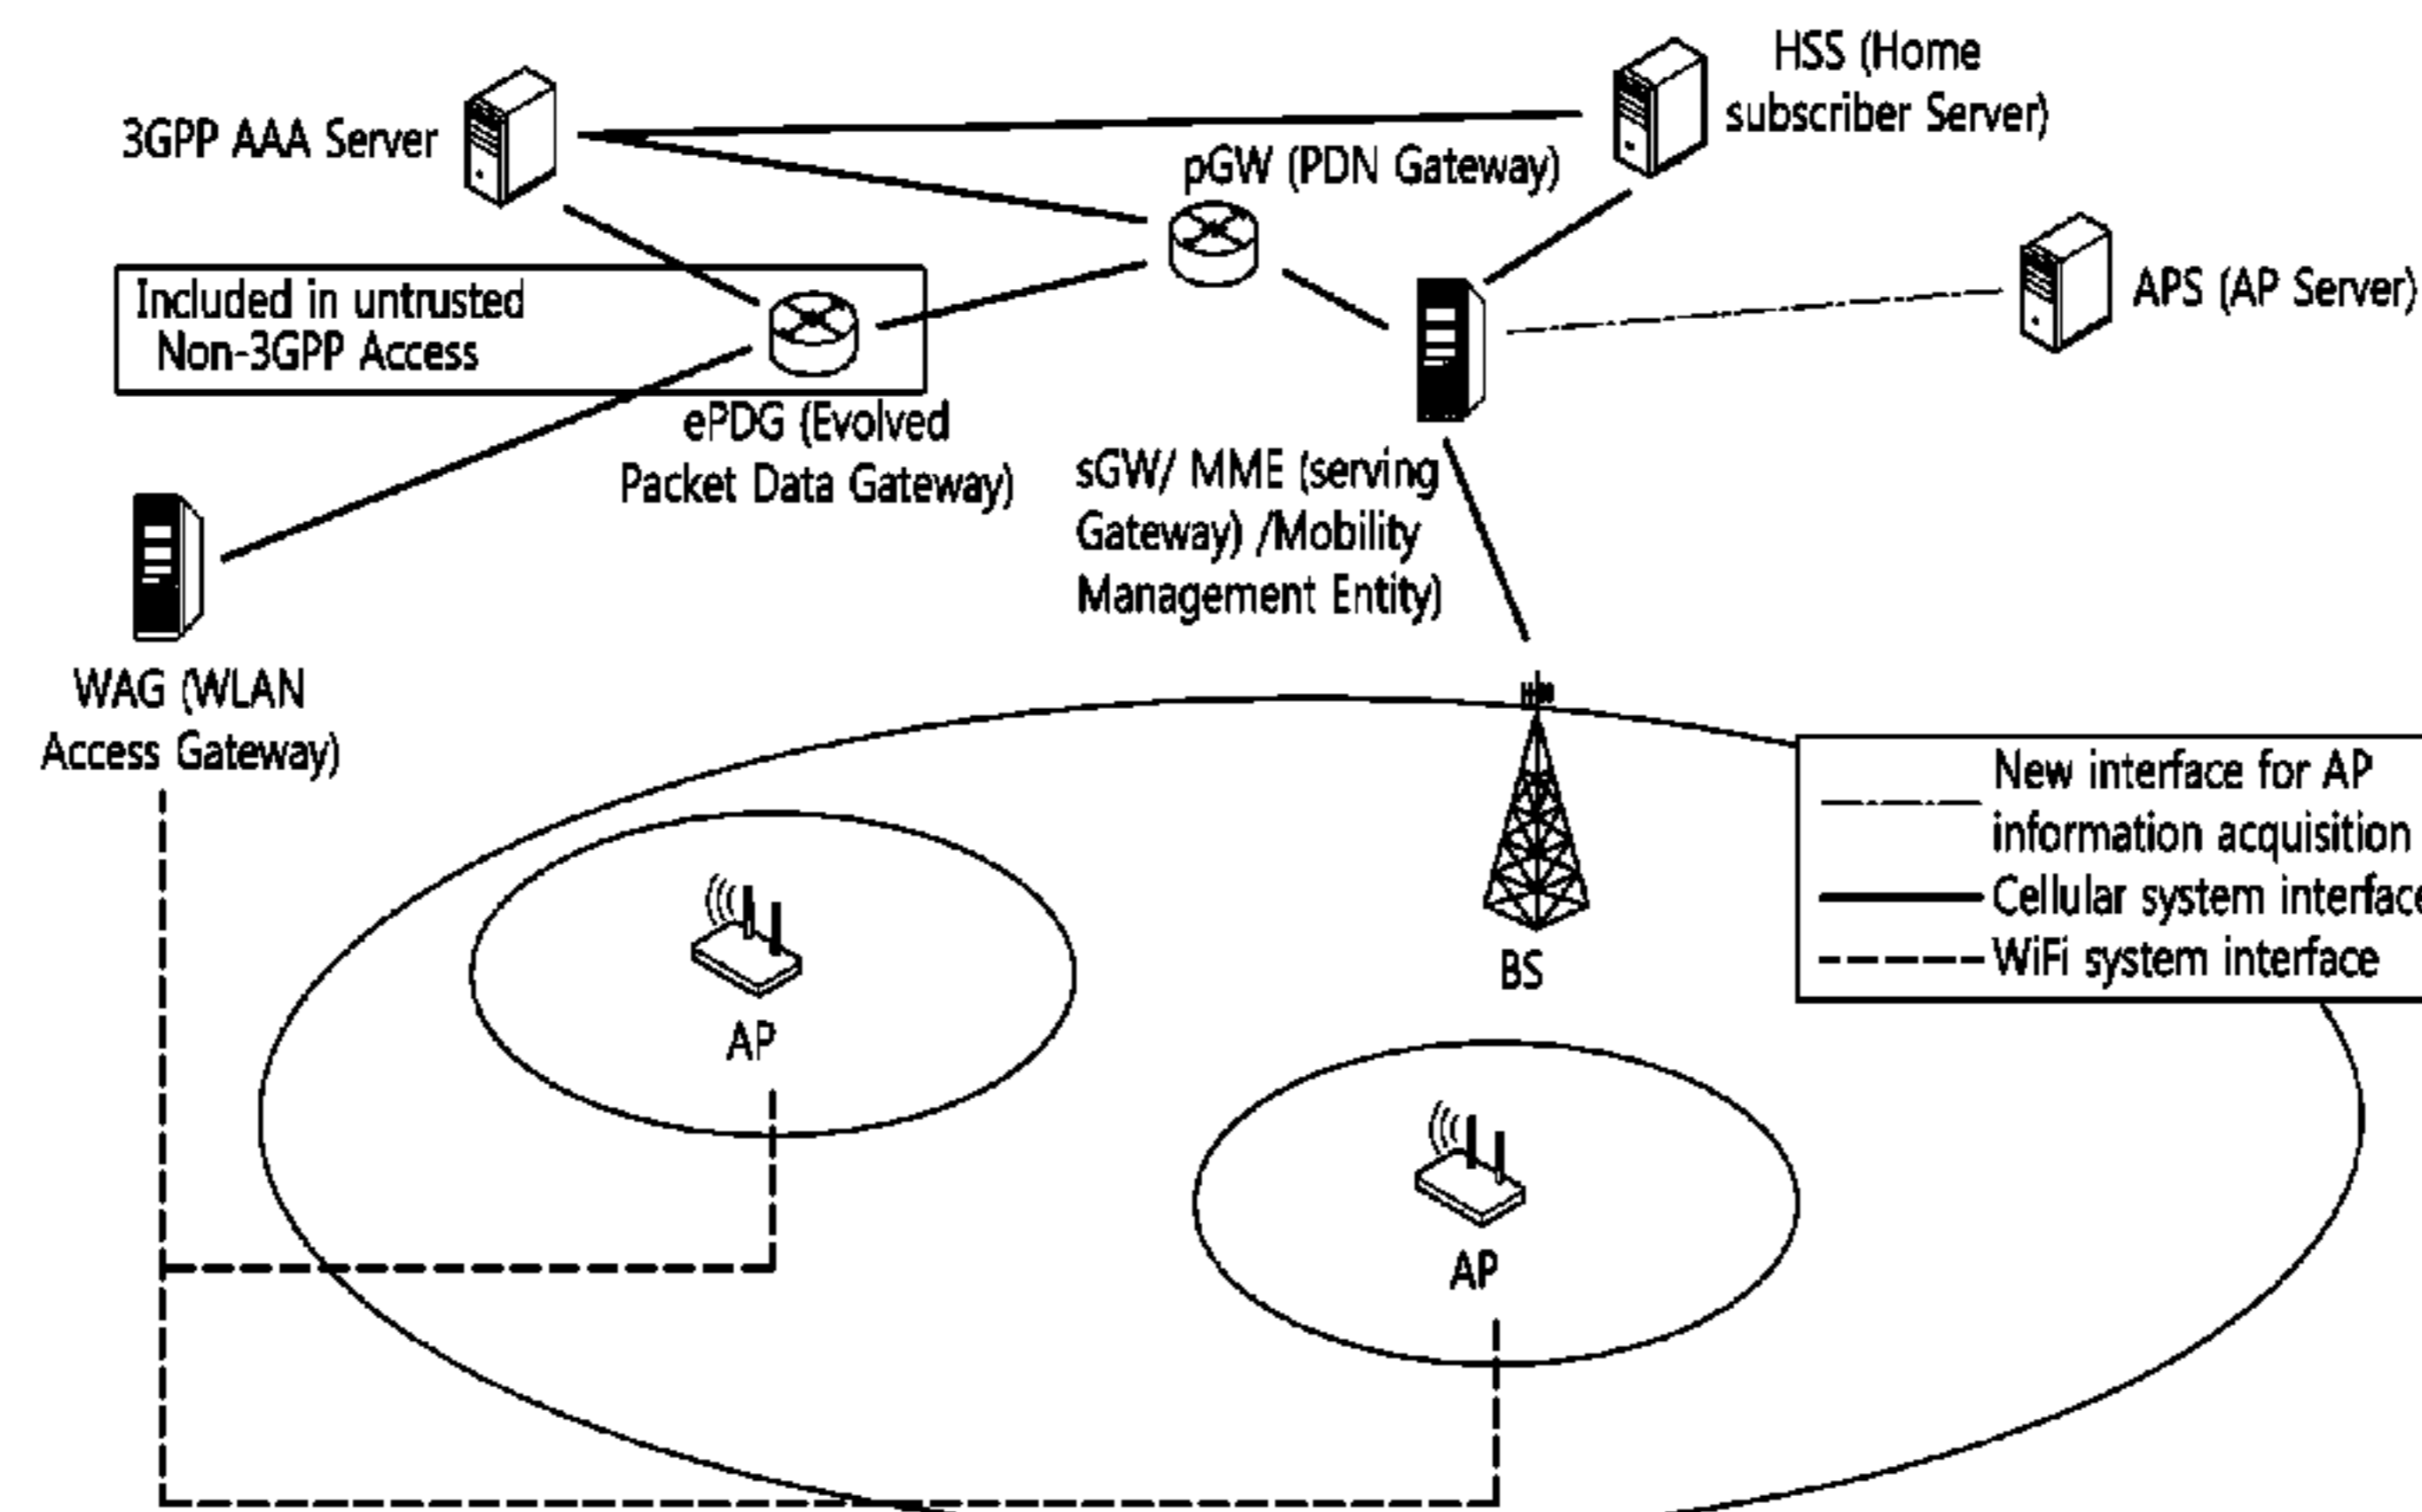 HSS (Home
subscriber Server)
3GPP AAA Server
pGW (PDN Gateway)
Included in untrusted
Non-3GPP Access
APS (AP Server)
ePDG (Evolved
Packet Data Gateway)
sGW/ MME (serving
Gateway) /Mobility
Management Entity)
WAG (WLAN
Access Gateway)
New interface for AP
information acquisition
Cellular system interface
WiFi system interface
BS
AP
AP